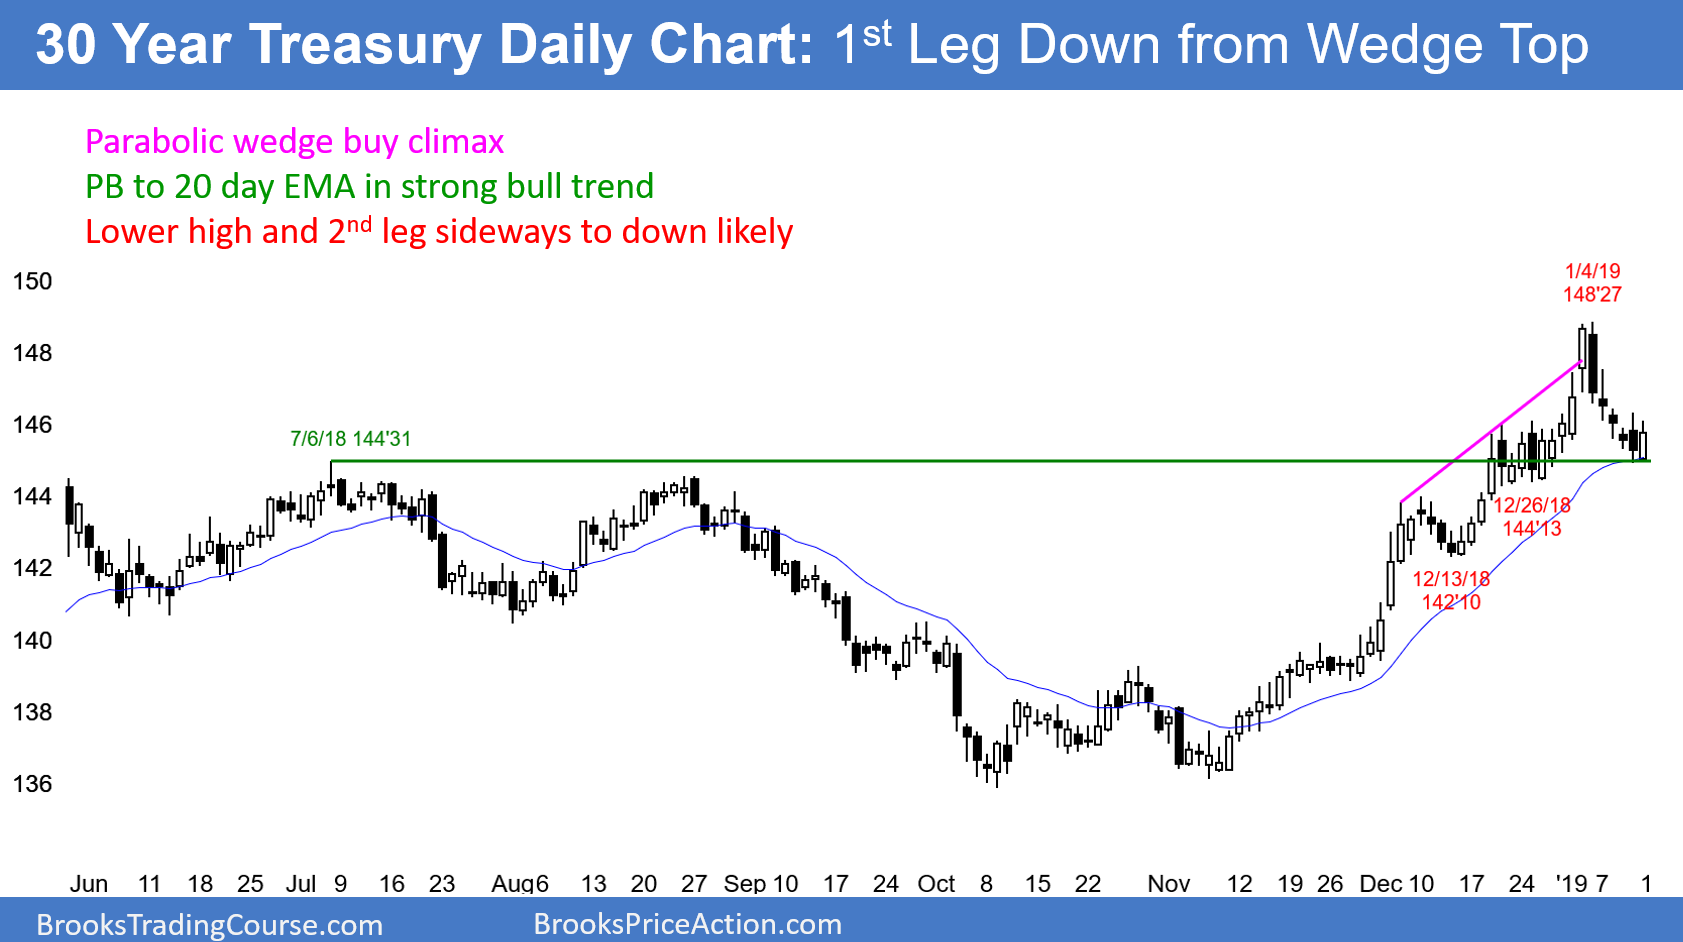 30 Year Treasury Daily Chart: 1st Leg Down from Wedge Top
Parabolic wedge buy climax
PB to 20 day EMA in strong bull trend
Lower high and 2nd leg sideways to down likely
1/4/19
148'27
150
148
146
144
142
140
138
136
7/6/18 144'31
12/26/18
144'13
12/13/18
142'10
Jun 11 18 25 Jul 9 16 23 Aug6 13 20 27 Sep 10 17 24 Oct 8 15 22 Nov 12 19 26 Dec 10 17 24 '19 7 1
BrooksTradingCourse.com BrooksPriceAction.com